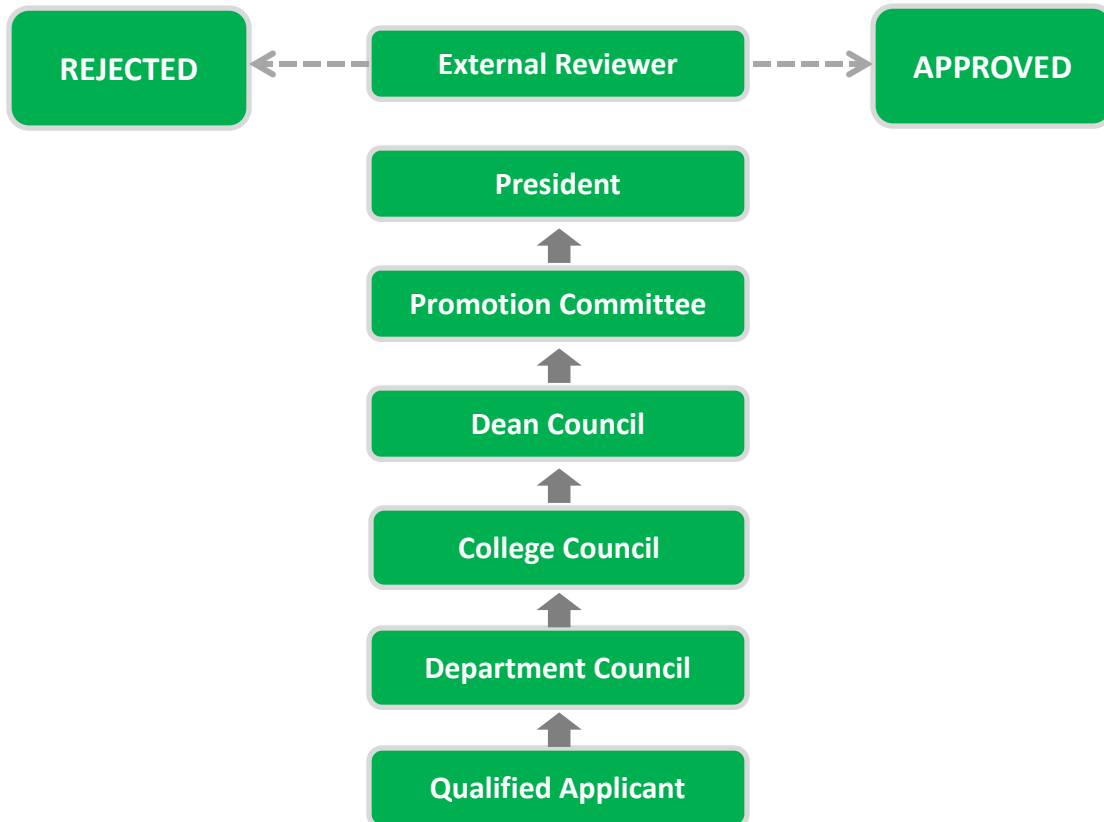 REJECTED
External Reviewer
APPROVED
President
Promotion Committee
Dean Council
College Council
Department Council
Qualified Applicant